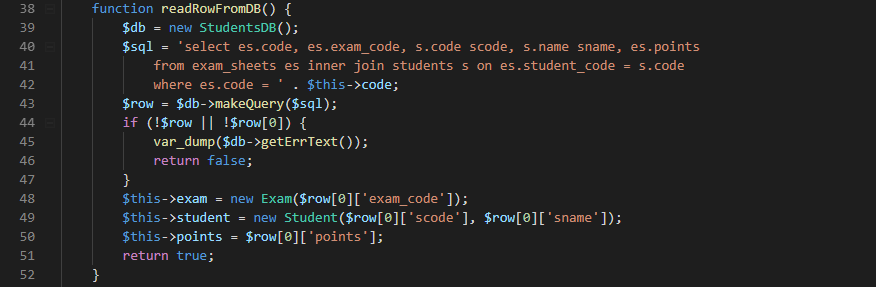 38 function readRowFromDB() {
39 $db = new StudentsDB();
40 $sql = 'select es.code, es.exam_code, s.code scode, s.name sname, es.points
41 from exam_sheets es inner join students s on es.student_code = s.code
42 where es.code = ' . $this->code;
43 $row = $db->makeQuery($sql);
44 if (!$row || !$row[0]) {
45 var_dump($db->getErrText());
46 return false;
47 }
48 $this->exam = new Exam($row[0]['exam_code']);
49 $this->student = new Student($row[0]['scode'], $row[0]['sname']);
50 $this->points = $row[0]['points'];
51 return true;
52 }